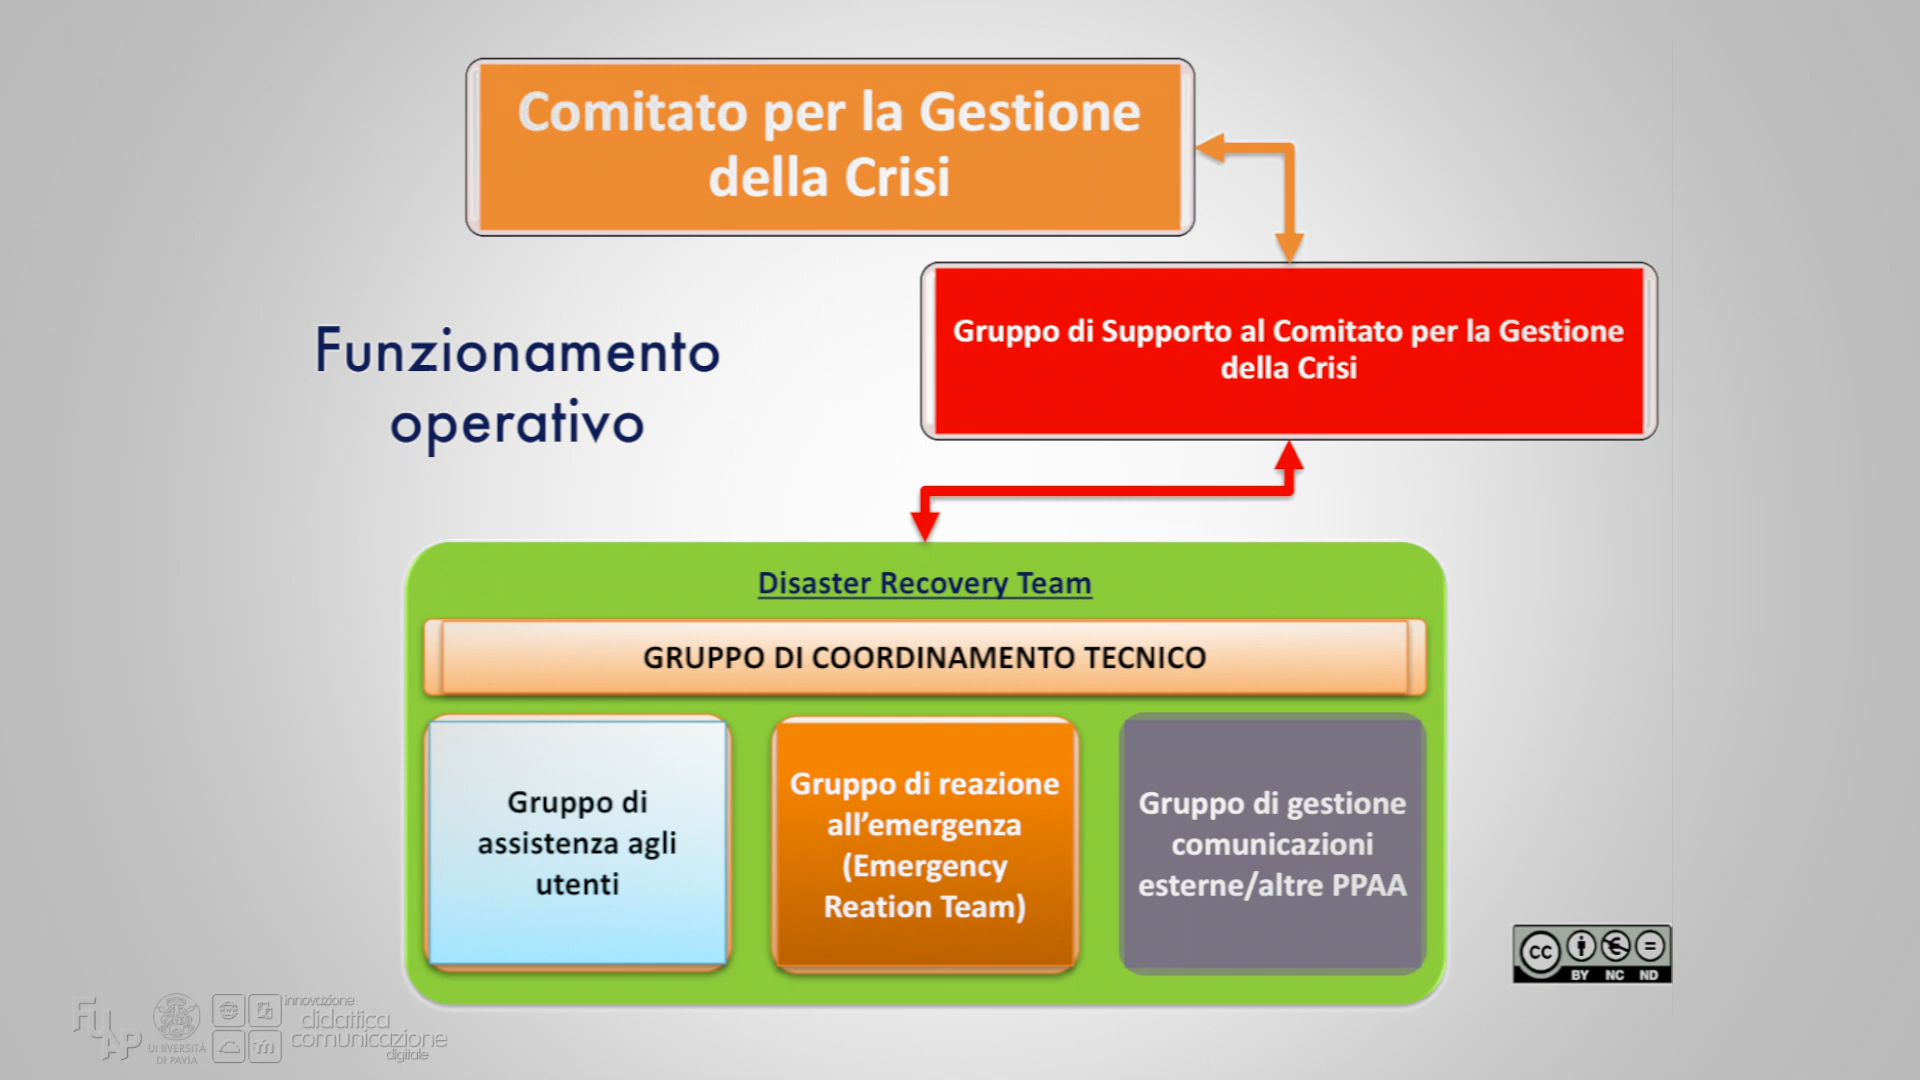 Comitato per la Gestione
della Crisi
Gruppo di Supporto al Comitato per la Gestione
della Crisi
Funzionamento
operativo
Disaster Recovery Team
GRUPPO DI COORDINAMENTO TECNICO
Gruppo di
assistenza agli
utenti
Gruppo di reazione
all’emergenza
(Emergency
Reation Team)
Gruppo di gestione
comunicazioni
esterne/altre PPAA
cc
BY NC ND
UNIVERSITÀ
DI PAVIA
innovazione
didattica
comunicazione
digitale